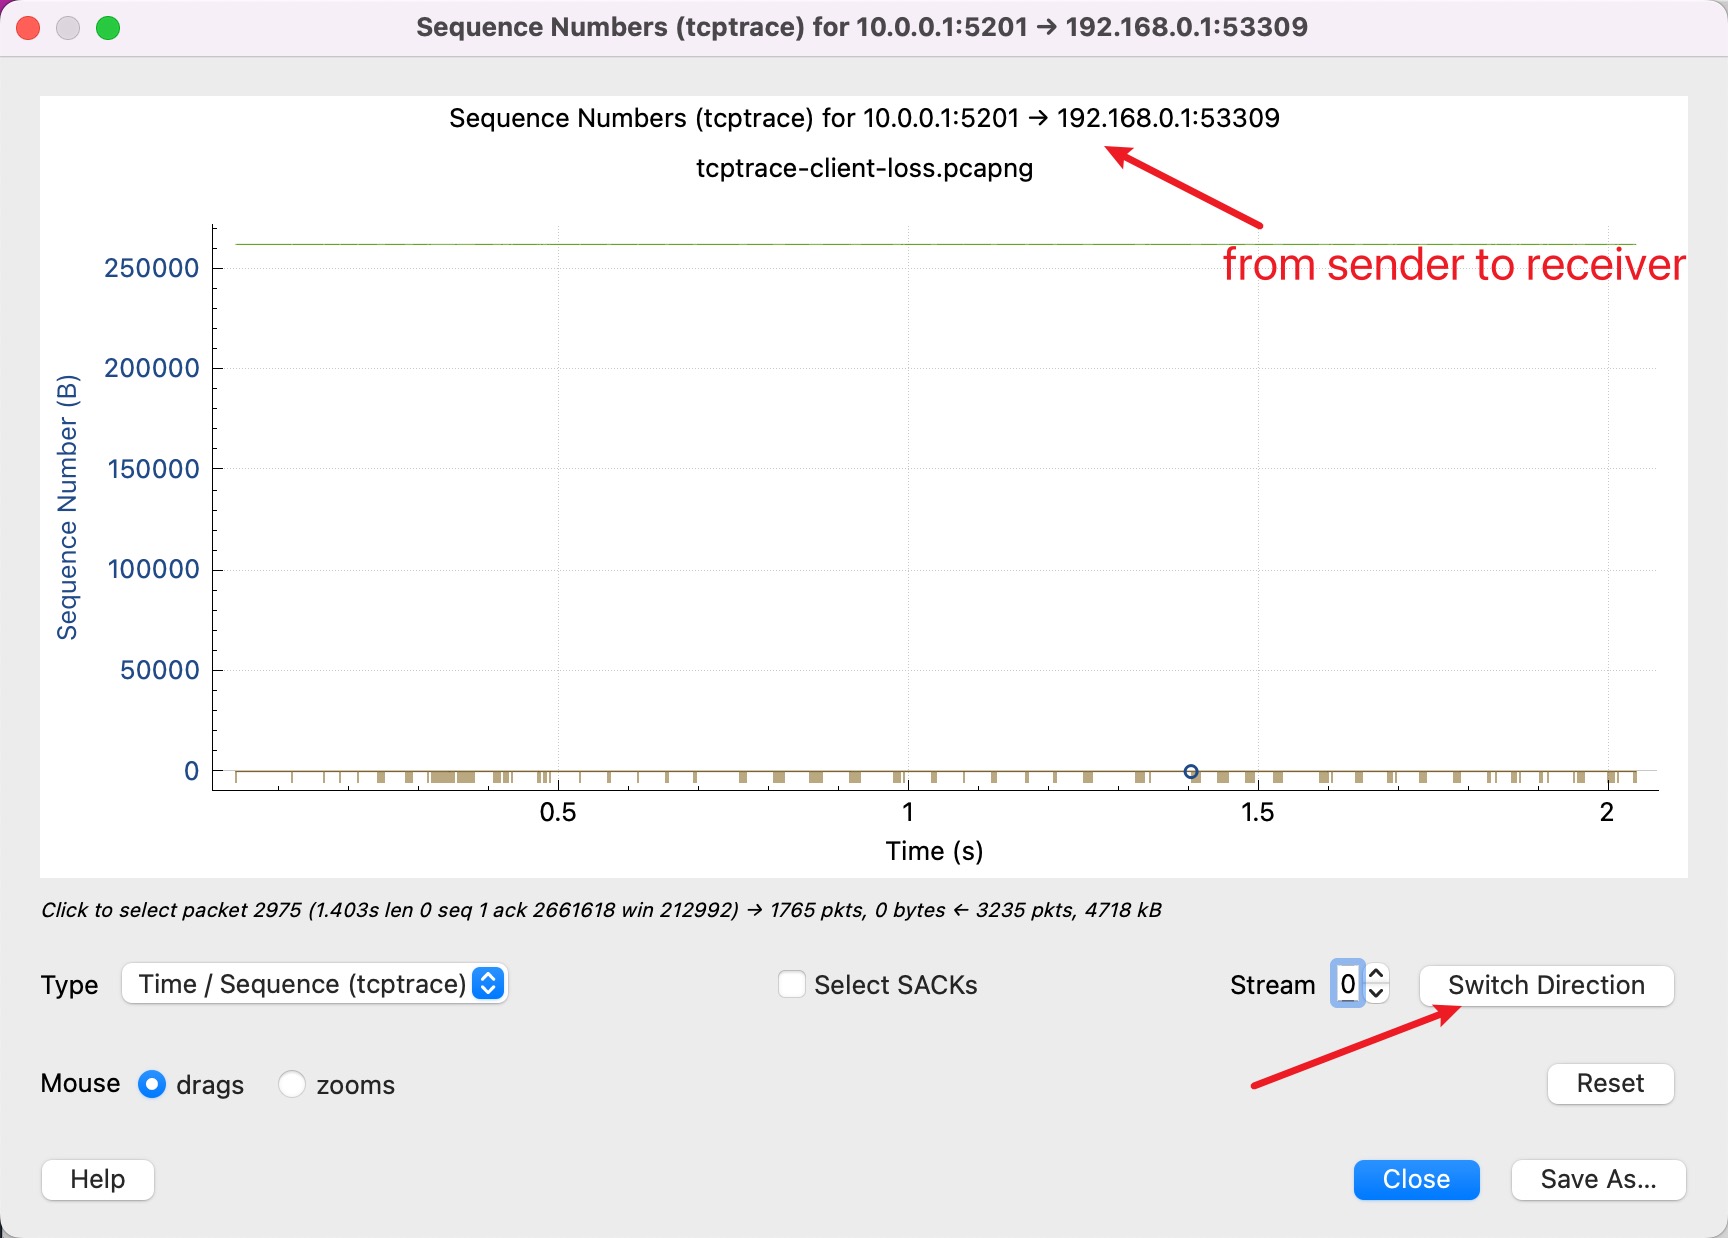 Sequence Numbers (tcptrace) for 10.0.0.1:5201 → 192.168.0.1:53309
Sequence Numbers (tcptrace) for 10.0.0.1:5201 → 192.168.0.1:53309
tcptrace-client-loss.pcapng
from sender to receiver
Sequence Number (B)
250000
200000
150000
100000
50000
0
0.5 1 1.5 2
Time (s)
Click to select packet 2975 (1.403s len 0 seq 1 ack 2661618 win 212992) → 1765 pkts, 0 bytes ← 3235 pkts, 4718 kB
Type Time / Sequence (tcptrace) Select SACKs Stream 0 Switch Direction
Mouse drags zooms Reset
Help Close Save As...